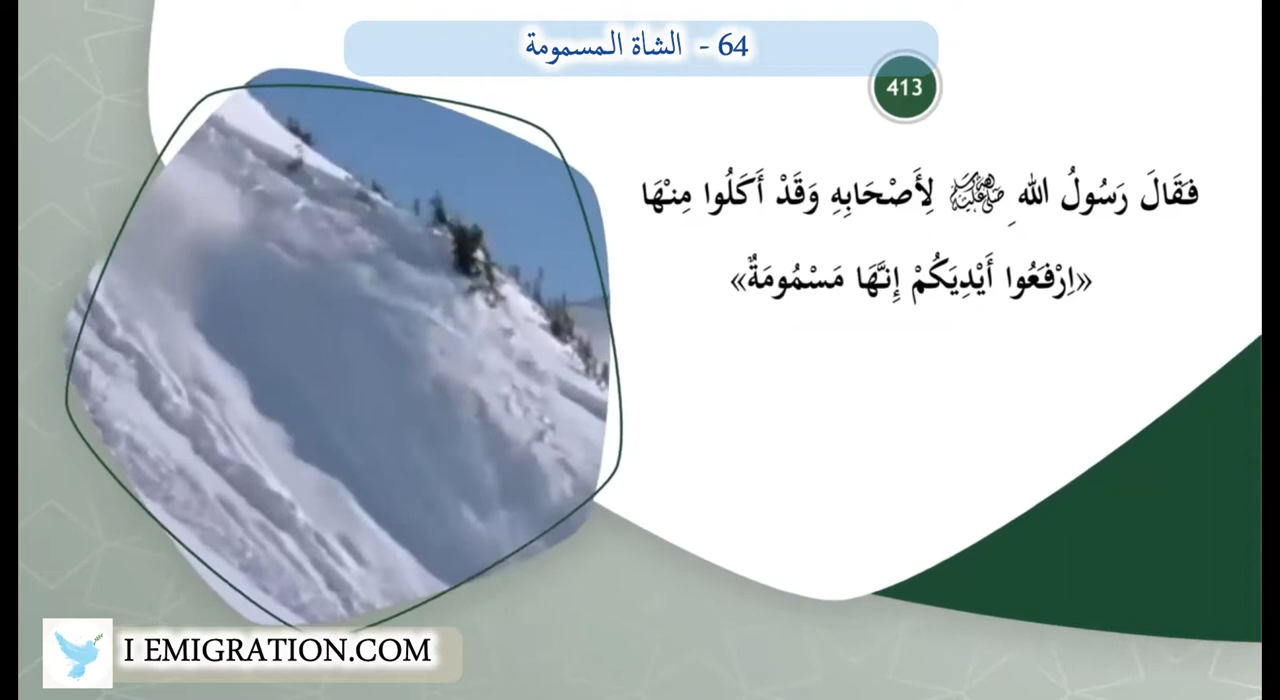 64 - الشاة المسمومة
413
فَقَالَ رَسُولُ اللهِ ﷺ لِأَصْحَابِهِ وَقَدْ أَكَلُوا مِنْهَا
«اِرْفَعُوا أَيْدِيَكُمْ إِنَّهَا مَسْمُومَةٌ»
I EMIGRATION.COM